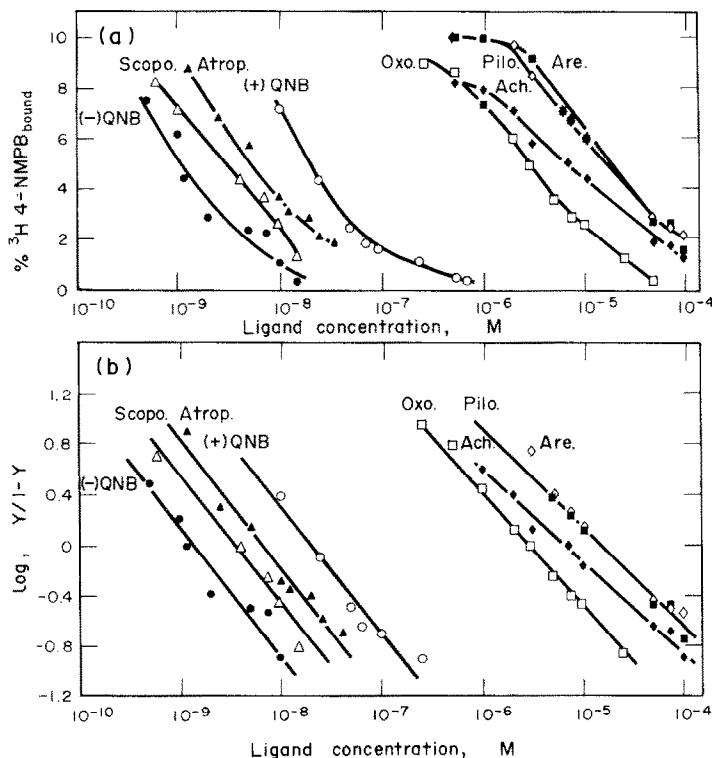 (a)
% ³H 4-NMPB bound
10
8
6
4
2
0
Scopo. Atrop.
(+) QNB
(-)QNB
Oxo. Pilo. Are.
Ach.
10⁻¹⁰ 10⁻⁹ 10⁻⁸ 10⁻⁷ 10⁻⁶ 10⁻⁵ 10⁻⁴
Ligand concentration, M
(b)
Log, Y/1-Y
1.2
0.4
0
-0.4
-0.8
-1.2
Scopo. Atrop.
(+)QNB
(-)QNB
Oxo. Pilo.
Ach. Are.
10⁻¹⁰ 10⁻⁹ 10⁻⁸ 10⁻⁷ 10⁻⁶ 10⁻⁵ 10⁻⁴
Ligand concentration, M